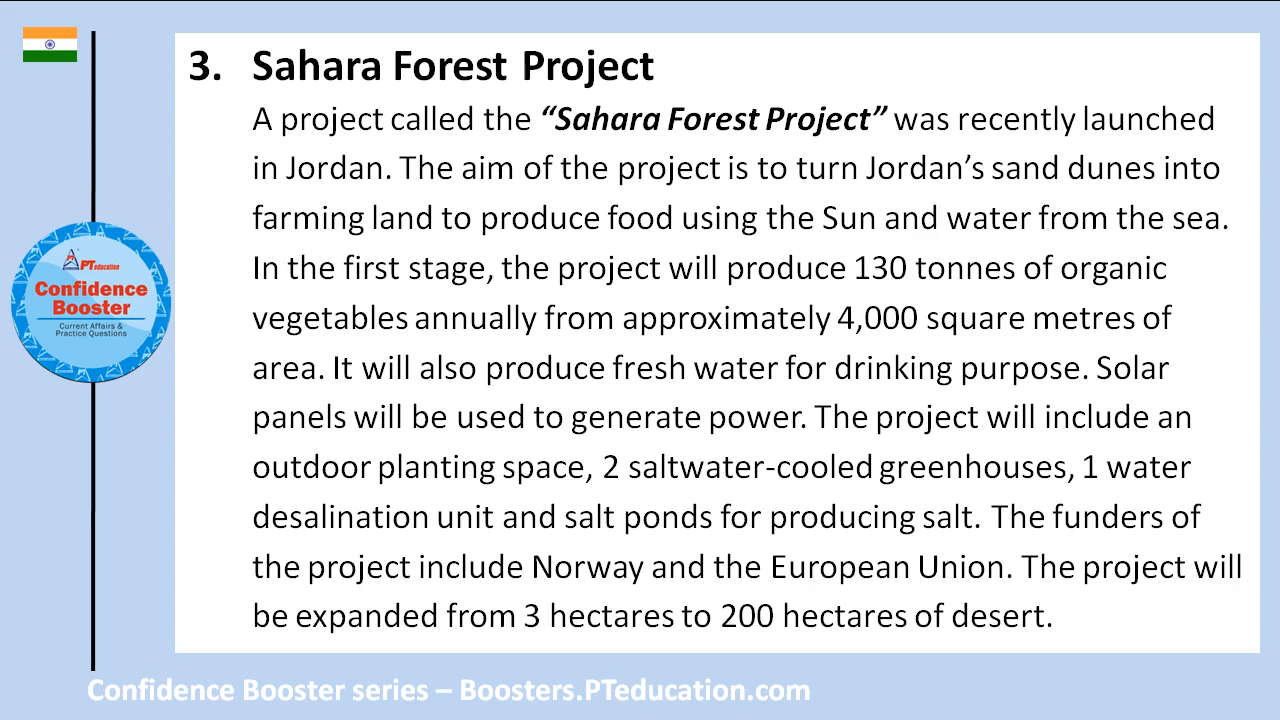 3. Sahara Forest Project
A project called the “Sahara Forest Project” was recently launched
in Jordan. The aim of the project is to turn Jordan’s sand dunes into
farming land to produce food using the Sun and water from the sea.
In the first stage, the project will produce 130 tonnes of organic
vegetables annually from approximately 4,000 square metres of
area. It will also produce fresh water for drinking purpose. Solar
panels will be used to generate power. The project will include an
outdoor planting space, 2 saltwater-cooled greenhouses, 1 water
desalination unit and salt ponds for producing salt. The funders of
the project include Norway and the European Union. The project will
be expanded from 3 hectares to 200 hectares of desert.
PTeducation
Confidence
Booster
Current Affairs &
Practice Questions
Confidence Booster series – Boosters.PTeducation.com